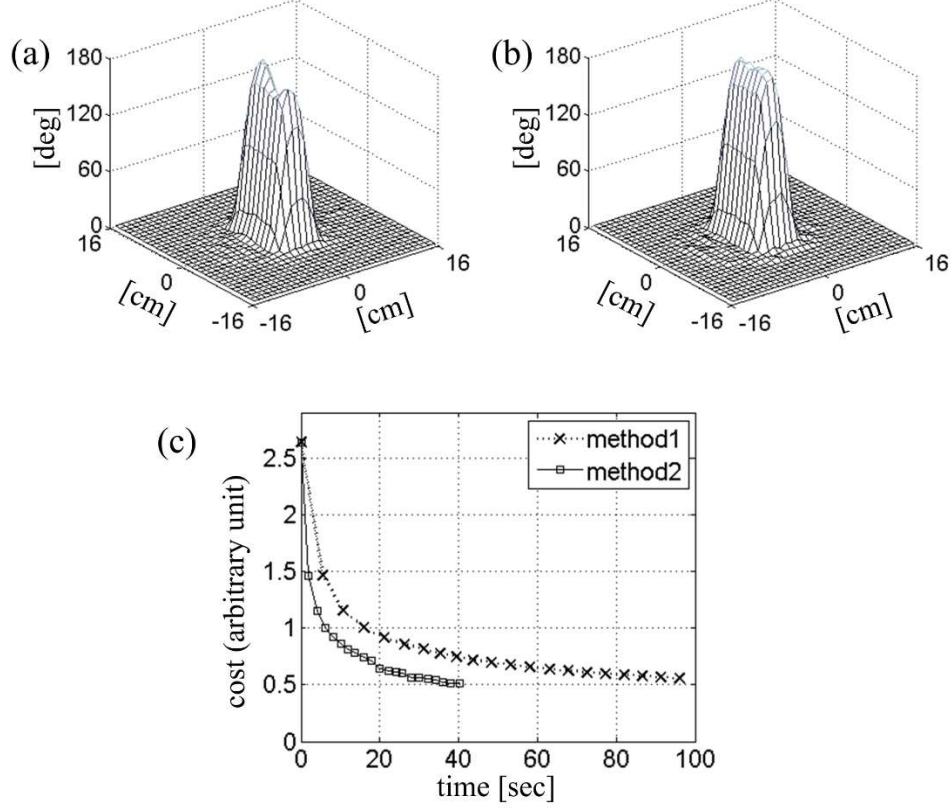 (a)
180
120
60
0
[deg]
16
0
-16
[cm]
-16
0
16
[cm]
(b)
180
120
60
0
[deg]
16
0
-16
[cm]
-16
0
16
[cm]
(c)
method1
method2
2.5
2
1.5
1
0.5
0
cost (arbitrary unit)
0 20 40 60 80 100
time [sec]